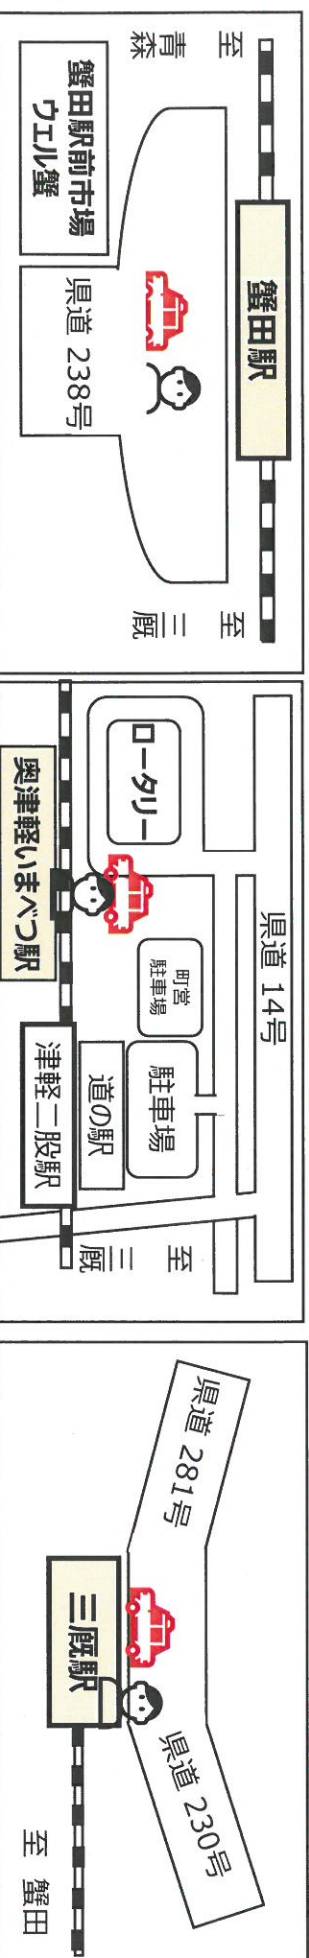 至
青森
蟹田駅
至
三厩
県道 238号
蟹田駅前市場
ウェル蟹
県道 14号
ロータリー
町営
駐車場
駐車場
道の駅
奥津軽いまべつ駅
津軽二股駅
至
三厩
県道 281号
県道 230号
三厩駅
至 蟹田